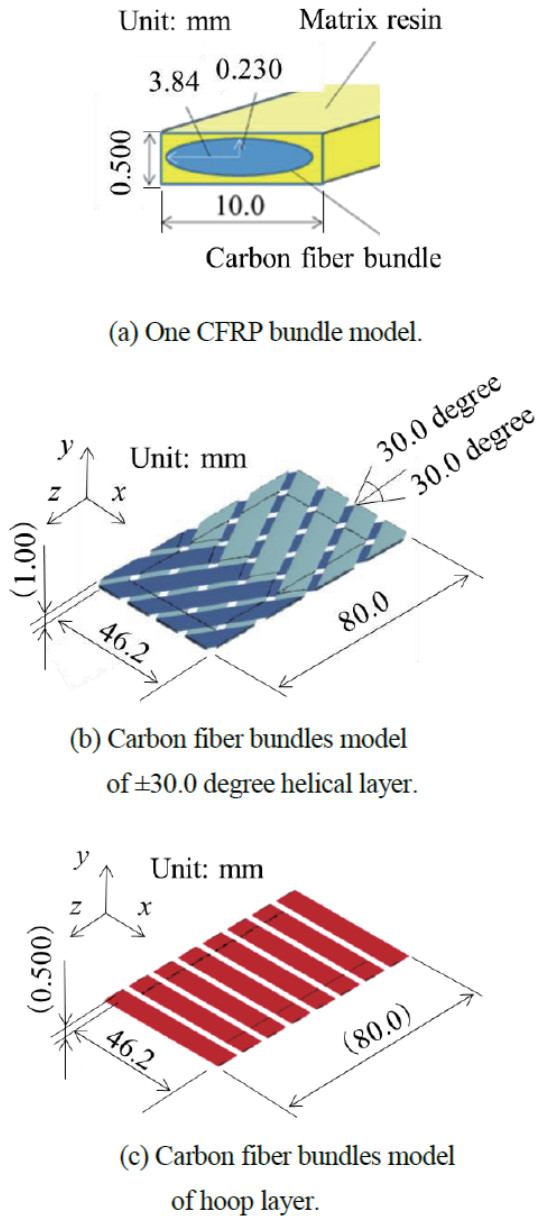 Unit: mm
Matrix resin
3.84
0.230
0.500
10.0
Carbon fiber bundle
(a) One CFRP bundle model.
y
z
x
Unit: mm
30.0 degree
30.0 degree
(1.00)
46.2
80.0
(b) Carbon fiber bundles model
of ±30.0 degree helical layer.
y
z
x
Unit: mm
(0.500)
46.2
(80.0)
(c) Carbon fiber bundles model
of hoop layer.